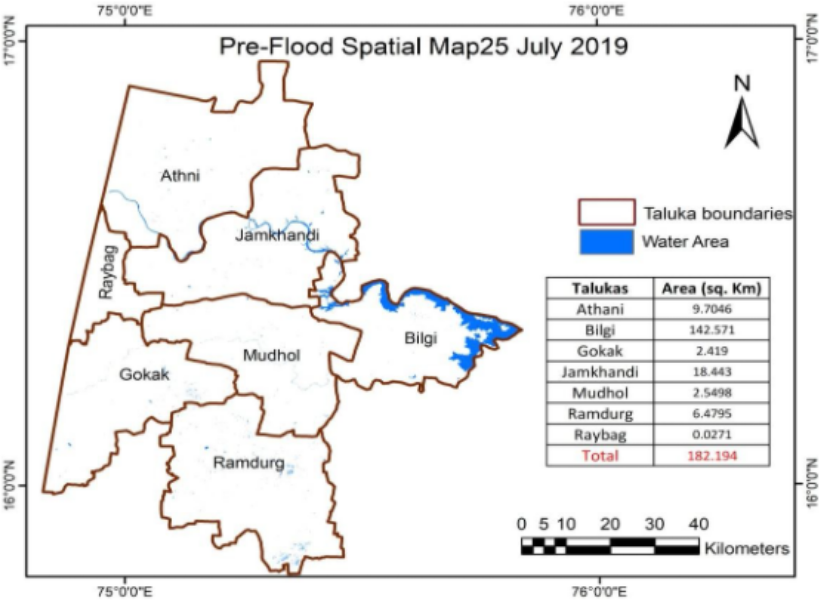 75°0'0"E 76°0'0"E
17°0'0"N 17°0'0"N
Pre-Flood Spatial Map25 July 2019
N
Athni
Taluka boundaries
Jamkhandi
Water Area
Raybag
Talukas Area (sq. Km)
Athani 9.7046
Bilgi 142.571
Gokak 2.419
Jamkhandi 18.443
Mudhol 2.5498
Ramdurg 6.4795
Raybag 0.0271
Total 182.194
Bilgi
Mudhol
Gokak
Ramdurg
16°0'0"N 16°0'0"N
0 5 10 20 30 40
Kilometers
75°0'0"E 76°0'0"E